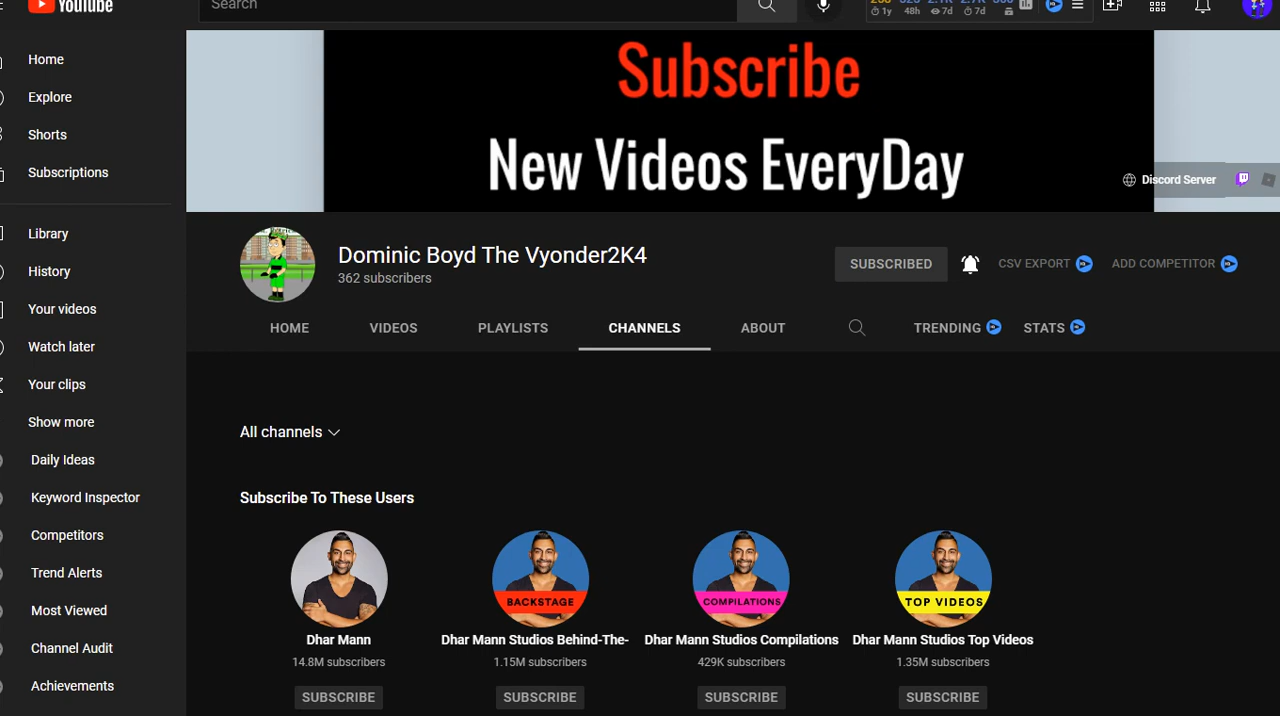 YouTube
Search
1y
48h
7d
7d
Home
Explore
Shorts
Subscriptions
Library
History
Your videos
Watch later
Your clips
Show more
Daily Ideas
Keyword Inspector
Competitors
Trend Alerts
Most Viewed
Channel Audit
Achievements
Subscribe
New Videos EveryDay
Discord Server
Dominic Boyd The Vyonder2K4
362 subscribers
SUBSCRIBED
CSV EXPORT
ADD COMPETITOR
HOME VIDEOS PLAYLISTS CHANNELS ABOUT TRENDING STATS
All channels
Subscribe To These Users
BACKSTAGE
COMPILATIONS
TOP VIDEOS
Dhar Mann
14.8M subscribers
SUBSCRIBE
Dhar Mann Studios Behind-The-
1.15M subscribers
SUBSCRIBE
Dhar Mann Studios Compilations
429K subscribers
SUBSCRIBE
Dhar Mann Studios Top Videos
1.35M subscribers
SUBSCRIBE